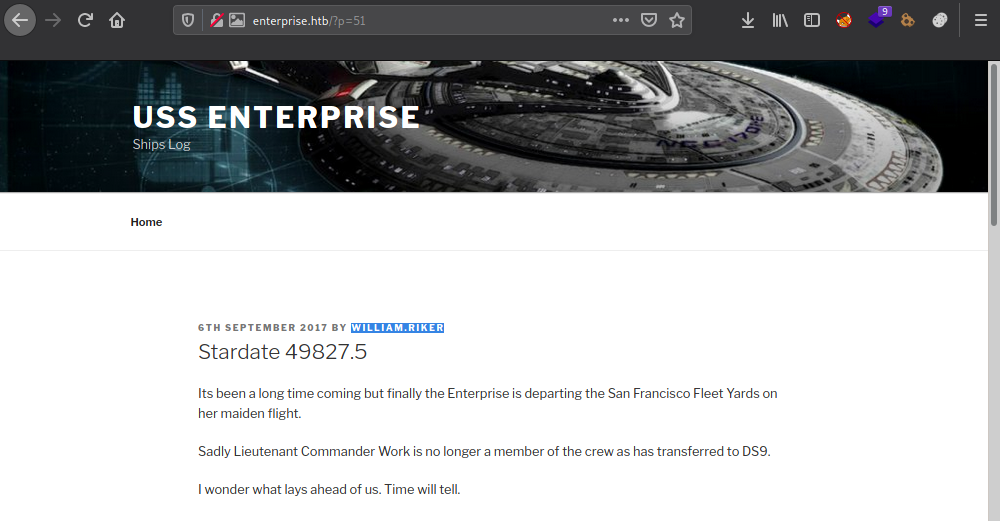 enterprise.htb/?p=51
9
USS ENTERPRISE
Ships Log
Home
6TH SEPTEMBER 2017 BY WILLIAM.RIKER
Stardate 49827.5
Its been a long time coming but finally the Enterprise is departing the San Francisco Fleet Yards on
her maiden flight.
Sadly Lieutenant Commander Work is no longer a member of the crew as has transferred to DS9.
I wonder what lays ahead of us. Time will tell.